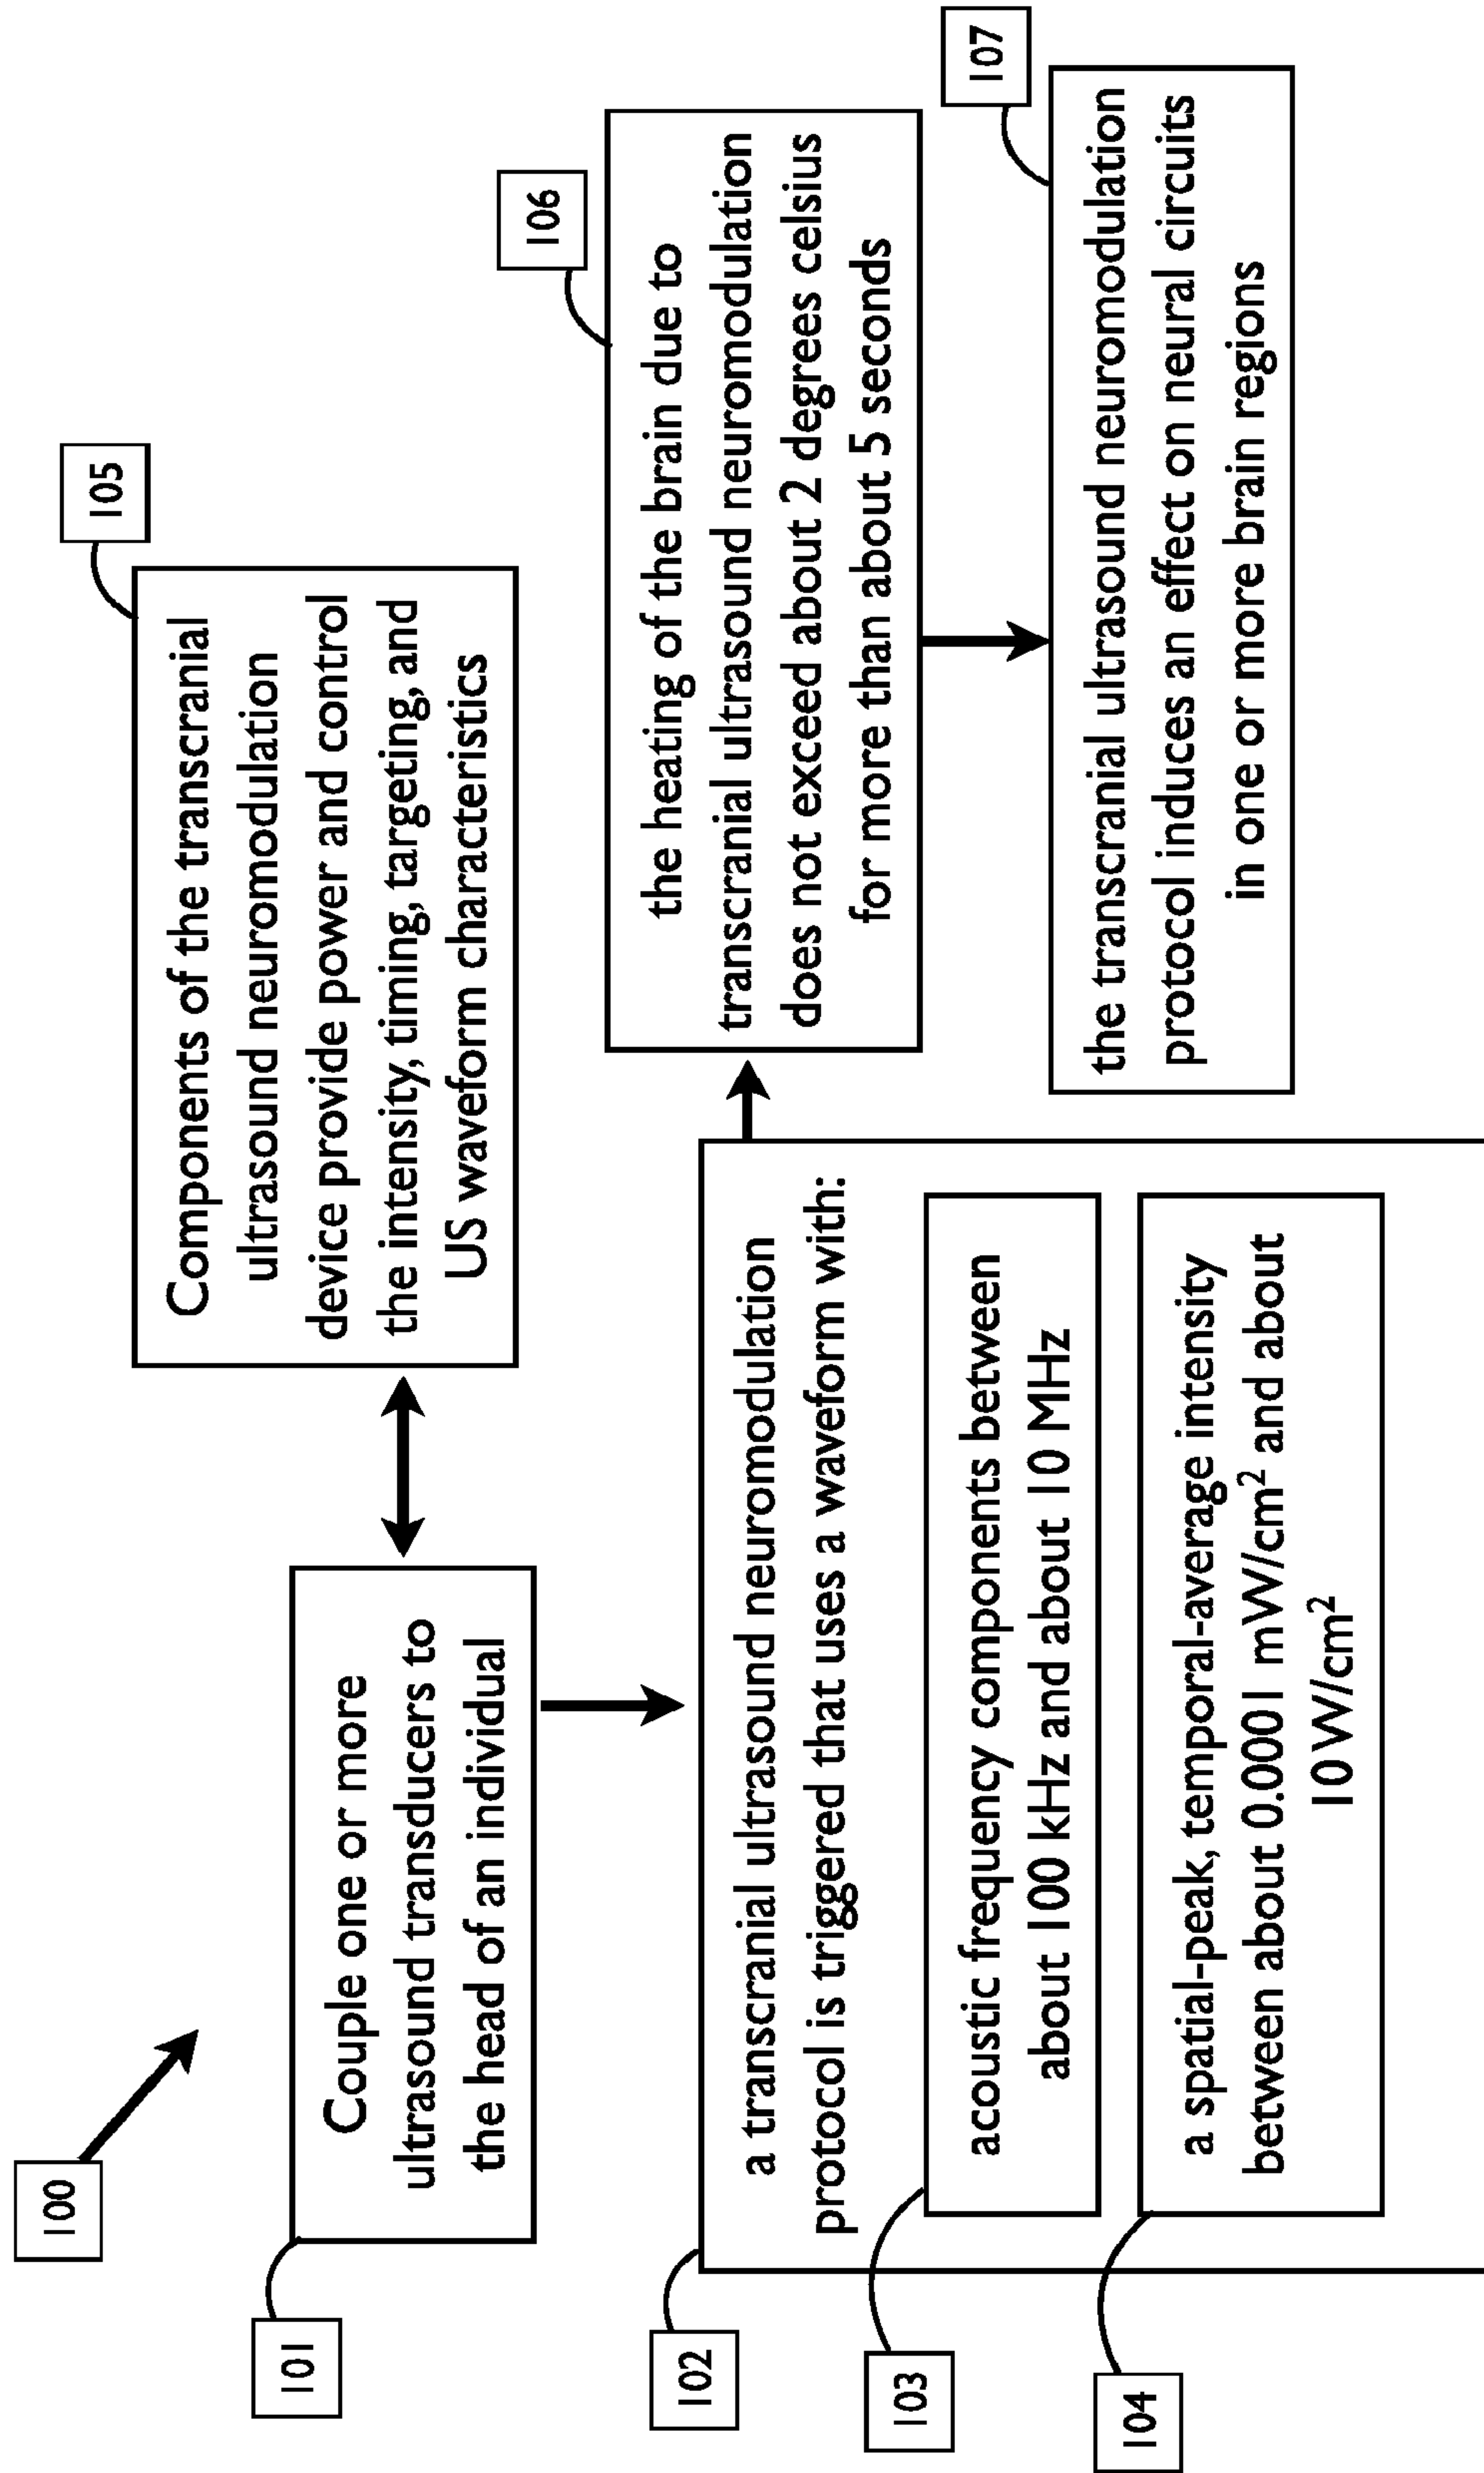 100
101
Couple one or more
ultrasound transducers to
the head of an individual
105
Components of the transcranial
ultrasound neuromodulation
device provide power and control
the intensity, timing, targeting, and
US waveform characteristics
102
a transcranial ultrasound neuromodulation
protocol is triggered that uses a waveform with:
103
acoustic frequency components between
about 100 kHz and about 10 MHz
104
a spatial-peak, temporal-average intensity
between about 0.0001 mW/cm² and about
10 W/cm²
106
the heating of the brain due to
transcranial ultrasound neuromodulation
does not exceed about 2 degrees celsius
for more than about 5 seconds
107
the transcranial ultrasound neuromodulation
protocol induces an effect on neural circuits
in one or more brain regions